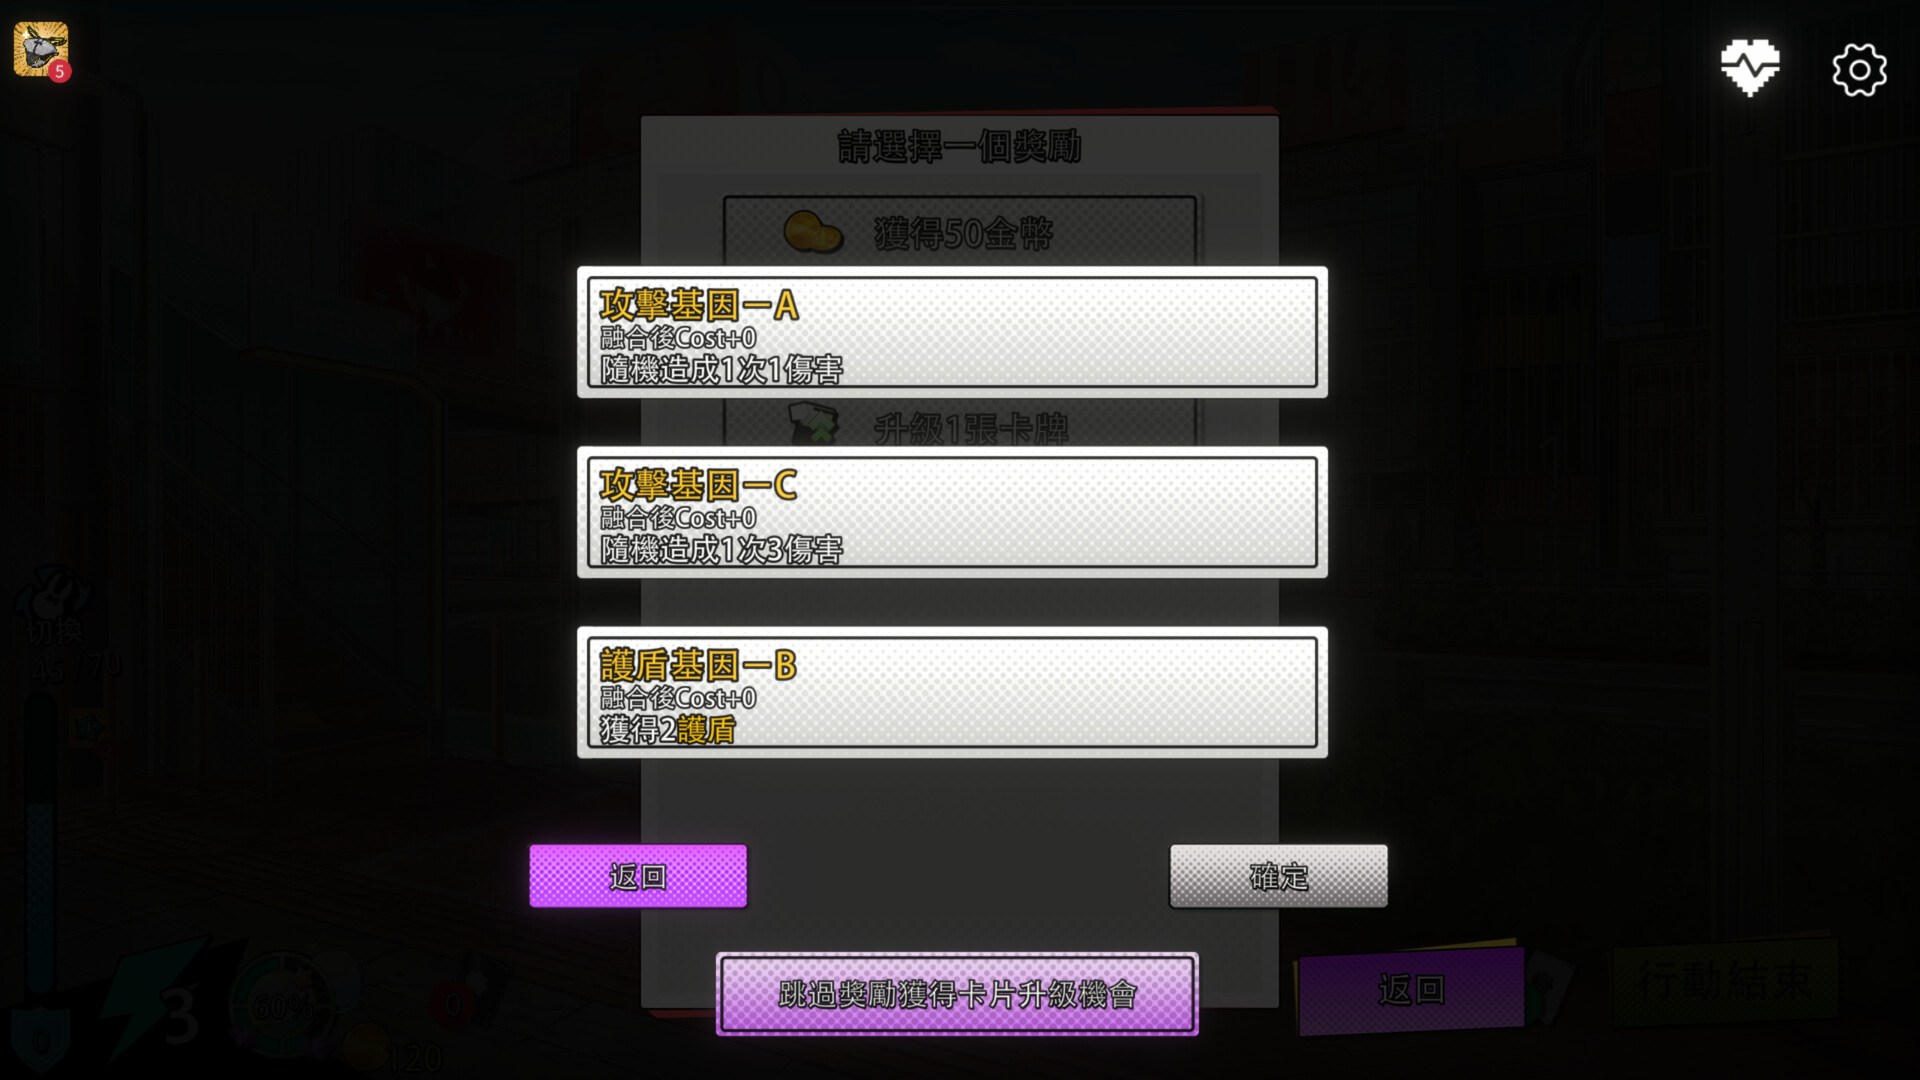 5
請選擇一個獎勵
獲得50金幣
攻擊基因－A
融合後Cost+0
隨機造成1次1傷害
升級1張卡牌
攻擊基因－C
融合後Cost+0
隨機造成1次3傷害
切換
45/70
護盾基因－B
融合後Cost+0
獲得2護盾
返回
確定
跳過獎勵獲得卡片升級機會
返回
行動結束
3
60%
0
0
120